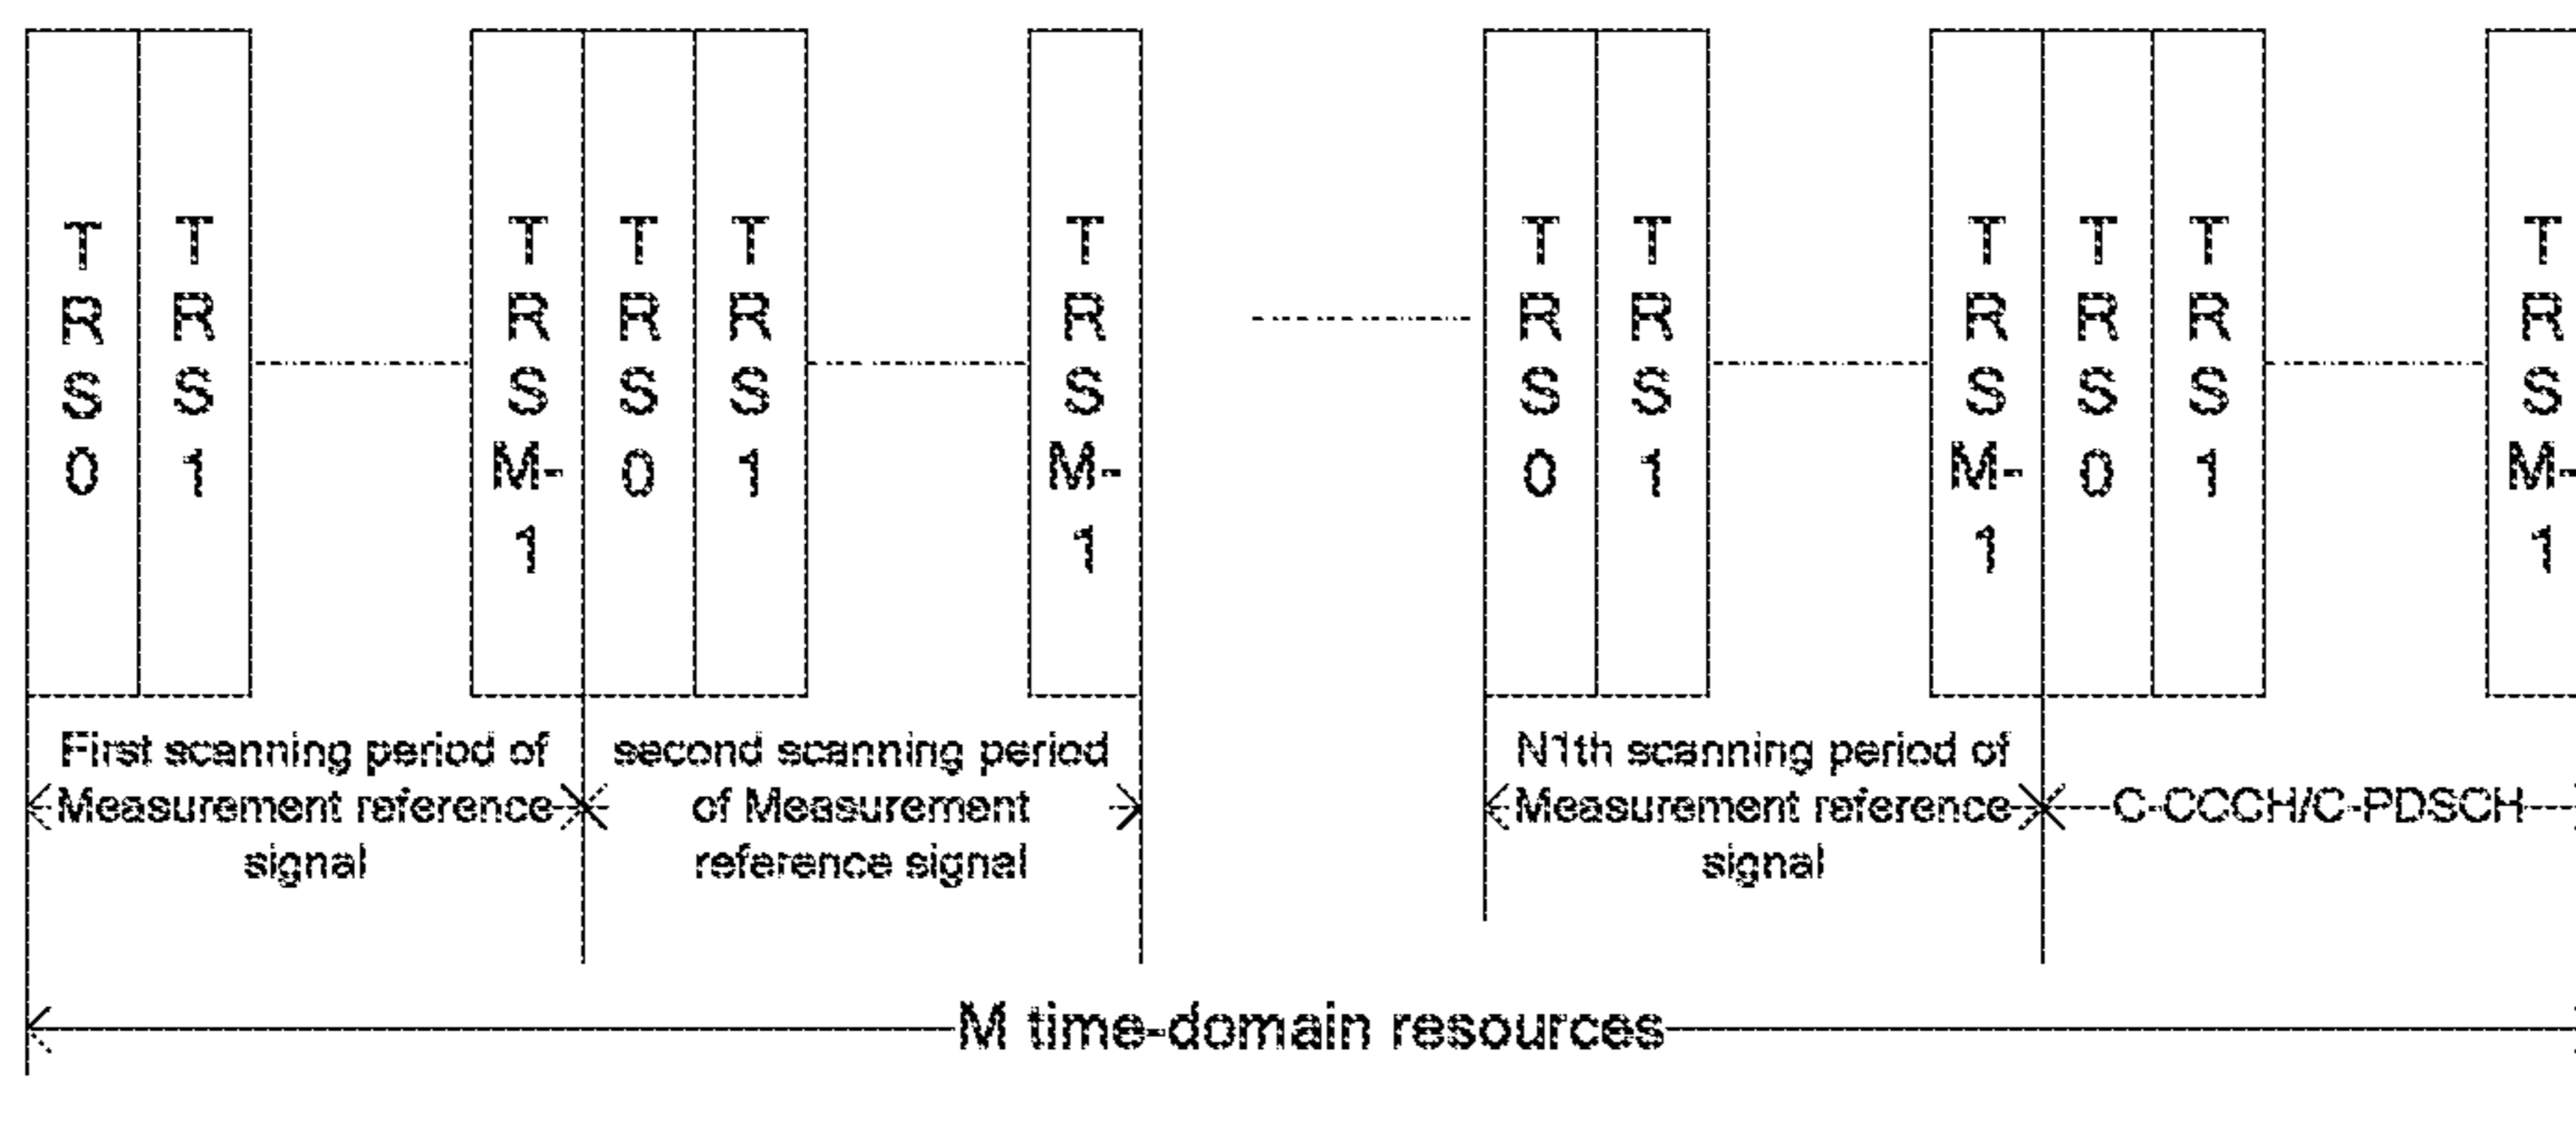 T
R
S
0
T
R
S
1
T
R
S
M-
1
T
R
S
0
T
R
S
1
T
R
S
M-
1
T
R
S
0
T
R
S
1
T
R
S
M-
1
T
R
S
0
T
R
S
1
T
R
S
M-
1
First scanning period of
Measurement reference
signal
second scanning period
of Measurement
reference signal
N1th scanning period of
Measurement reference
signal
C-CCCH/C-PDSCH
M time-domain resources